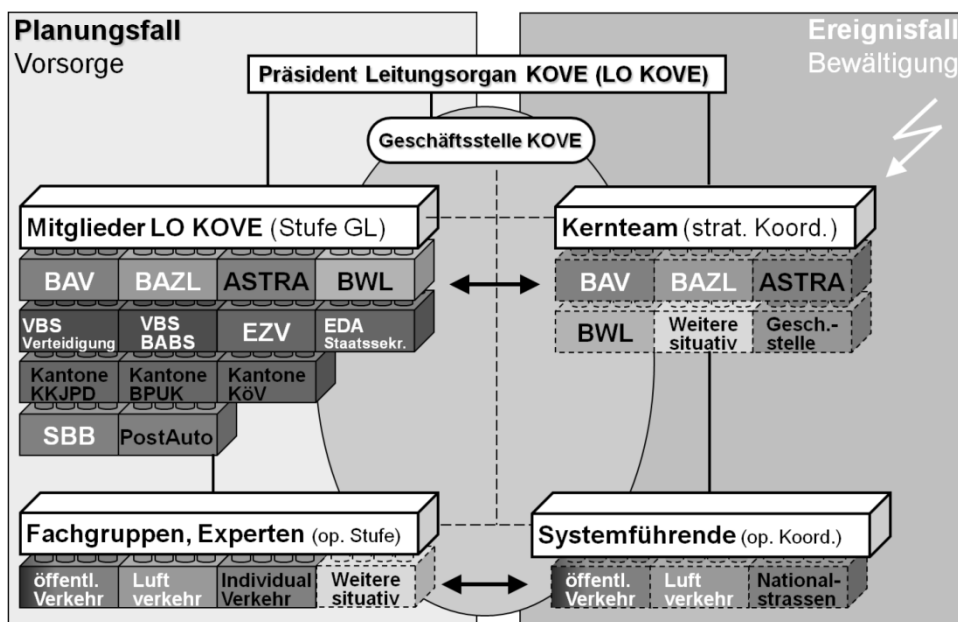 Planungsfall
Vorsorge
Ereignisfall
Bewältigung
Präsident Leitungsorgan KOVE (LO KOVE)
Geschäftsstelle KOVE
Mitglieder LO KOVE (Stufe GL)
BAV
BAZL
ASTRA
BWL
VBS
Verteidigung
VBS
BABS
EZV
EDA
Staatssekr.
Kantone
KKJPD
Kantone
BPUK
Kantone
KöV
SBB
PostAuto
Kernteam (strat. Koord.)
BAV
BAZL
ASTRA
BWL
Weitere
situativ
Gesch.-
stelle
Fachgruppen, Experten (op. Stufe)
öffentl.
Verkehr
Luft
verkehr
Individual
Verkehr
Weitere
situativ
Systemführende (op. Koord.)
öffentl.
Verkehr
Luft
verkehr
National-
strassen